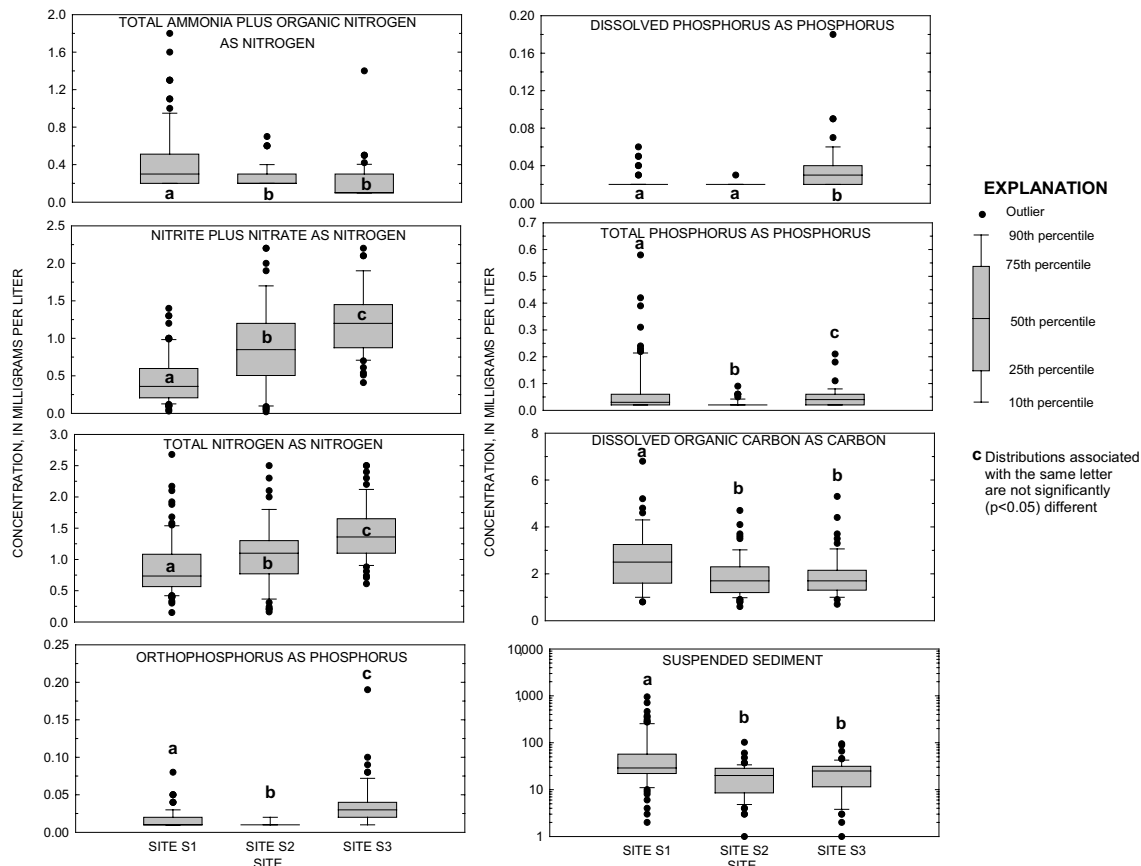 TOTAL AMMONIA PLUS ORGANIC NITROGEN
AS NITROGEN
2.0
1.6
1.2
0.8
0.4
0.0
a
b
b
NITRITE PLUS NITRATE AS NITROGEN
2.5
2.0
1.5
1.0
0.5
0.0
a
b
c
TOTAL NITROGEN AS NITROGEN
3.0
2.5
2.0
1.5
1.0
0.5
0.0
a
b
c
ORTHOPHOSPHORUS AS PHOSPHORUS
0.25
0.20
0.15
0.10
0.05
0.00
a
b
c
SITE S1
SITE S2
SITE S3
SITE
CONCENTRATION, IN MILLIGRAMS PER LITER
DISSOLVED PHOSPHORUS AS PHOSPHORUS
0.20
0.16
0.12
0.08
0.04
0.00
a
a
b
TOTAL PHOSPHORUS AS PHOSPHORUS
0.7
0.6
0.5
0.4
0.3
0.2
0.1
0.0
a
b
c
DISSOLVED ORGANIC CARBON AS CARBON
8
6
4
2
0
a
b
b
SUSPENDED SEDIMENT
10000
1000
100
10
1
a
b
b
SITE S1
SITE S2
SITE S3
SITE
CONCENTRATION, IN MILLIGRAMS PER LITER
EXPLANATION
Outlier
90th percentile
75th percentile
50th percentile
25th percentile
10th percentile
c Distributions associated
with the same letter
are not significantly
(p<0.05) different